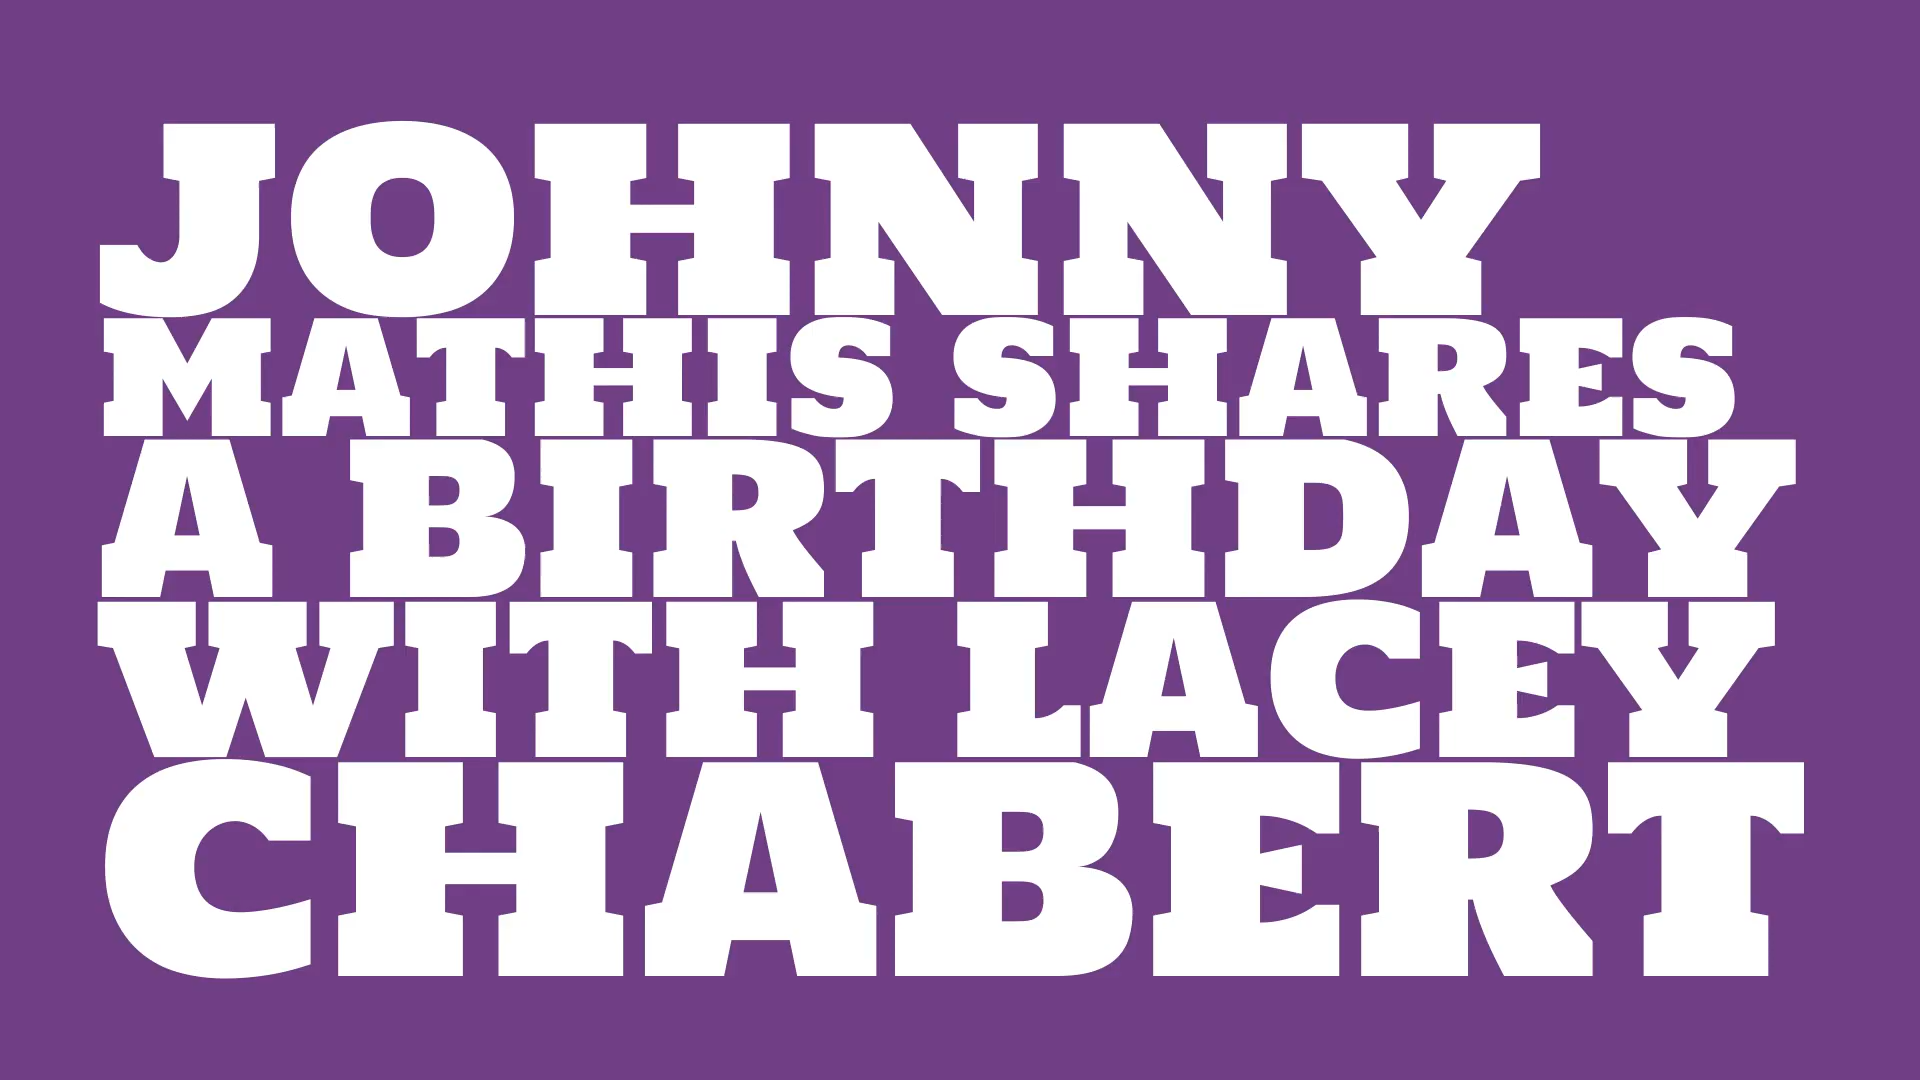 JOHNNY
MATHIS SHARES
A BIRTHDAY
WITH LACEY
CHABERT